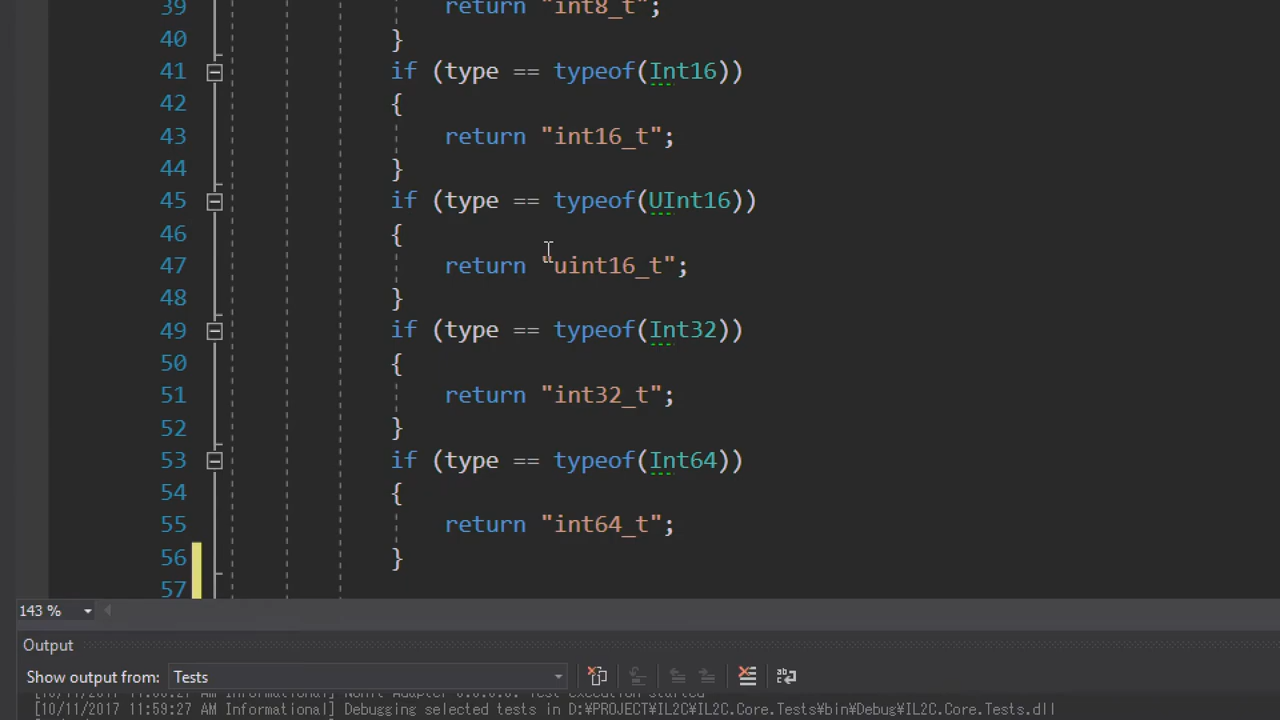 39 return "int8_t";
40 }
41 if (type == typeof(Int16))
42 {
43 return "int16_t";
44 }
45 if (type == typeof(UInt16))
46 {
47 return "uint16_t";
48 }
49 if (type == typeof(Int32))
50 {
51 return "int32_t";
52 }
53 if (type == typeof(Int64))
54 {
55 return "int64_t";
56 }
57
143 %
Output
Show output from: Tests
[10/11/2017 11:59:27 AM Informational] Debugging selected tests in D:¥PROJECT¥IL2C¥IL2C.Core.Tests¥bin¥Debug¥IL2C.Core.Tests.dll